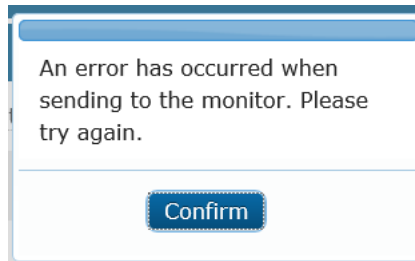 An error has occurred when
sending to the monitor. Please
try again.
Confirm